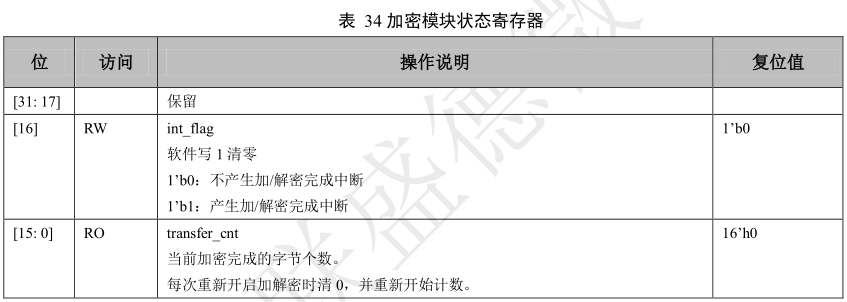 表 34 加密模块状态寄存器
位 访问 操作说明 复位值
[31: 17] 保留
[16] RW int_flag 1’b0
软件写 1 清零
1’b0：不产生加/解密完成中断
1’b1：产生加/解密完成中断
[15: 0] RO transfer_cnt 16’h0
当前加密完成的字节个数。
每次重新开启加解密时清 0，并重新开始计数。
联盛德微